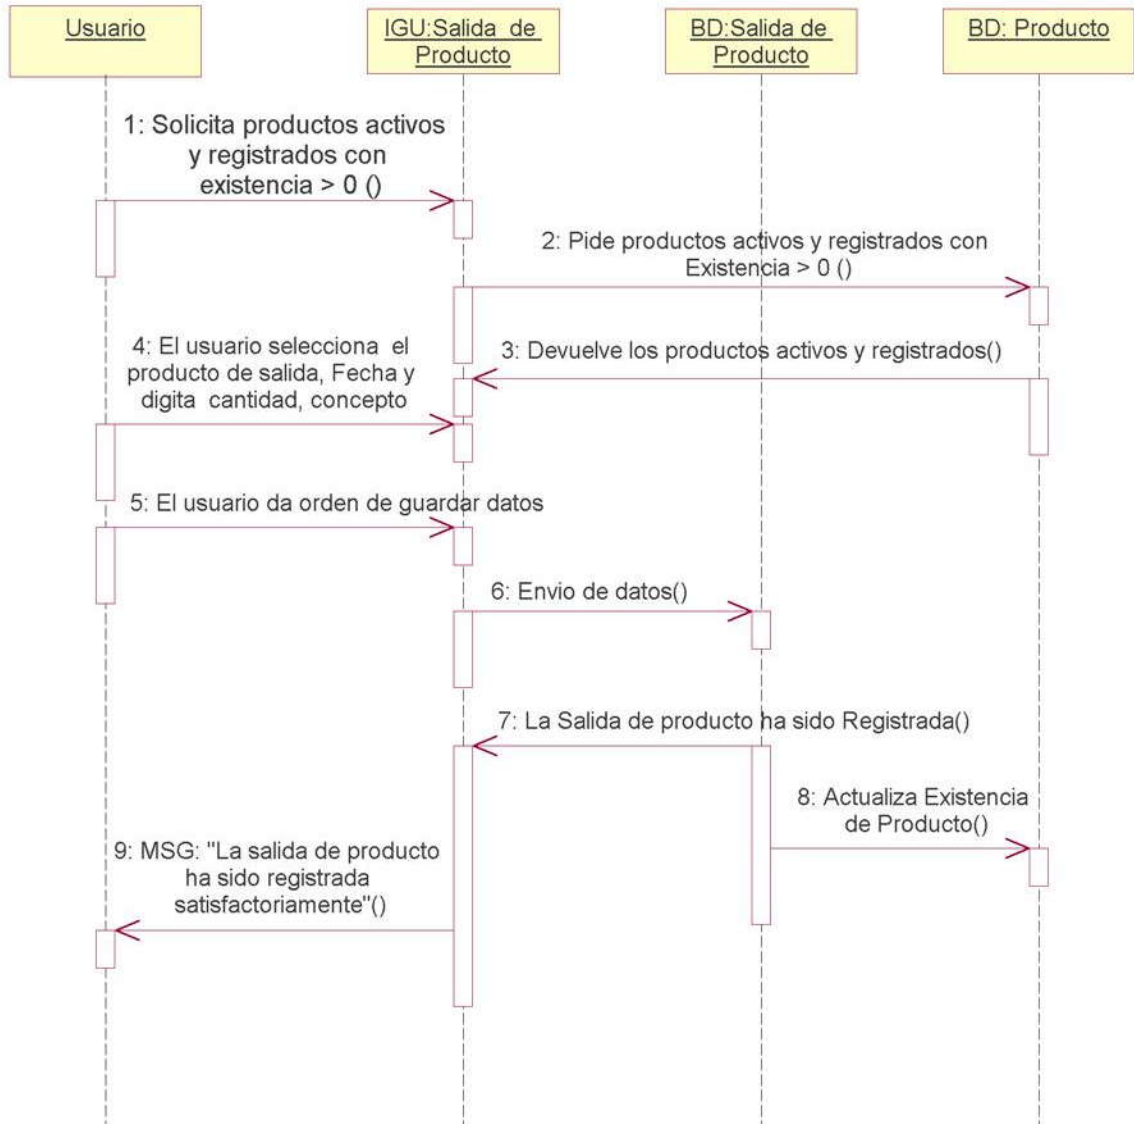 Usuario
IGU:Salida de
Producto
BD:Salida de
Producto
BD: Producto
1: Solicita productos activos
y registrados con
existencia > 0 ()
2: Pide productos activos y registrados con
Existencia > 0 ()
3: Devuelve los productos activos y registrados()
4: El usuario selecciona el
producto de salida, Fecha y
digita cantidad, concepto
5: El usuario da orden de guardar datos
6: Envio de datos()
7: La Salida de producto ha sido Registrada()
8: Actualiza Existencia
de Producto()
9: MSG: "La salida de producto
ha sido registrada
satisfactoriamente"()